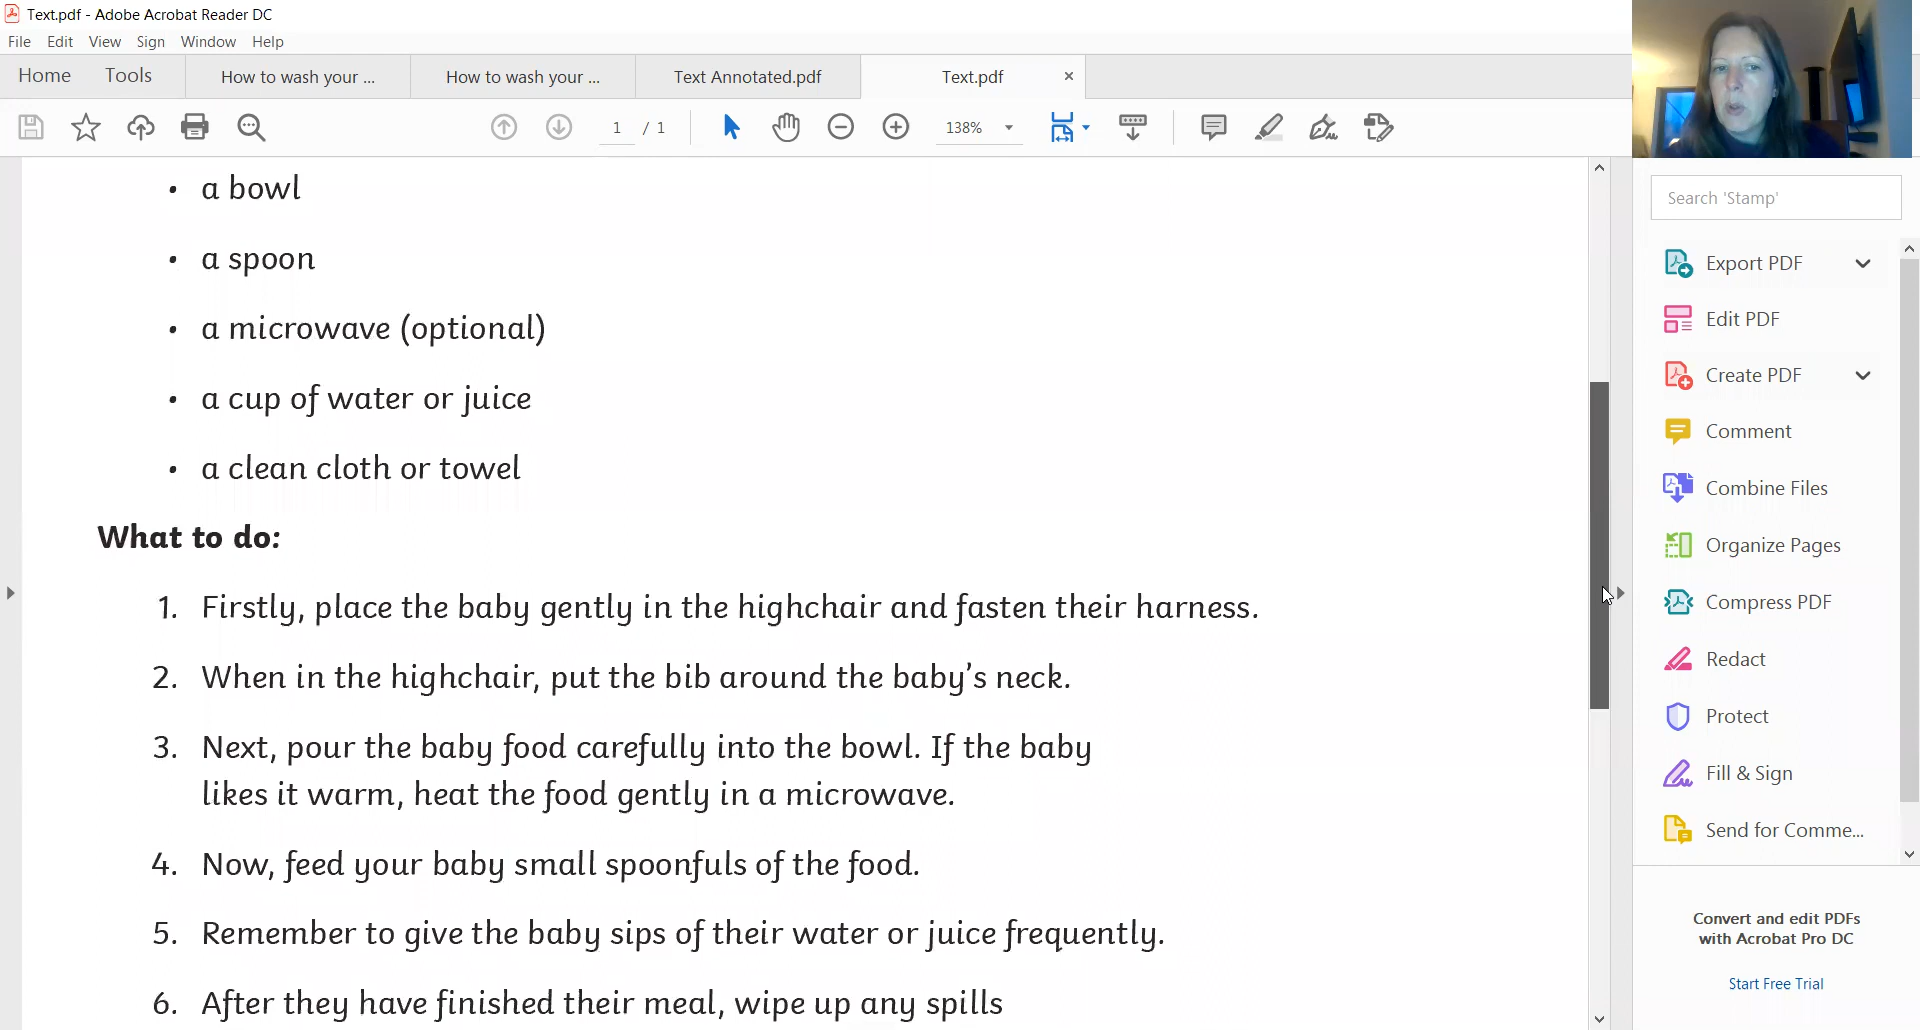 Text.pdf - Adobe Acrobat Reader DC
File Edit View Sign Window Help
Home Tools How to wash your ... How to wash your ... Text Annotated.pdf Text.pdf ×
1 / 1 138%
• a bowl
• a spoon
• a microwave (optional)
• a cup of water or juice
• a clean cloth or towel
What to do:
1. Firstly, place the baby gently in the highchair and fasten their harness.
2. When in the highchair, put the bib around the baby’s neck.
3. Next, pour the baby food carefully into the bowl. If the baby
likes it warm, heat the food gently in a microwave.
4. Now, feed your baby small spoonfuls of the food.
5. Remember to give the baby sips of their water or juice frequently.
6. After they have finished their meal, wipe up any spills
Search 'Stamp'
Export PDF
Edit PDF
Create PDF
Comment
Combine Files
Organize Pages
Compress PDF
Redact
Protect
Fill & Sign
Send for Comme...
Convert and edit PDFs
with Acrobat Pro DC
Start Free Trial